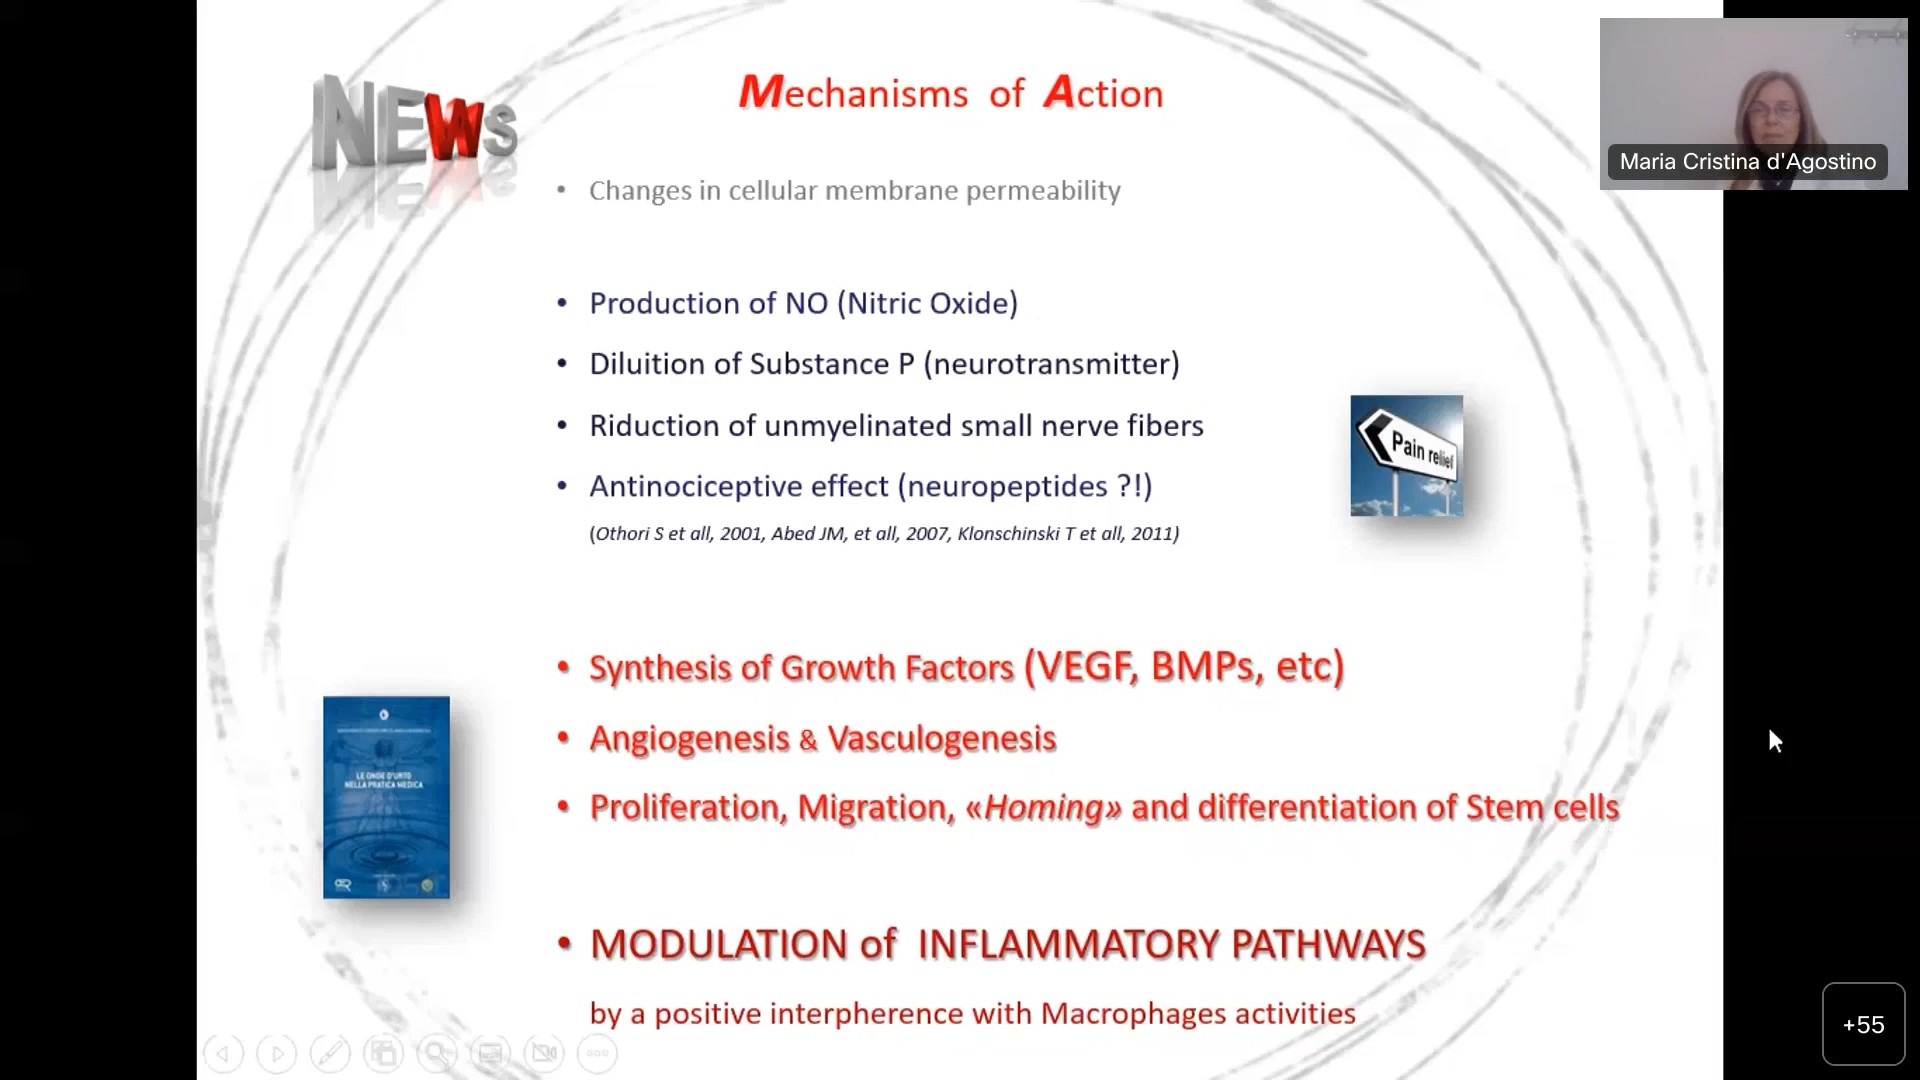 NEWS
Mechanisms of Action
Maria Cristina d'Agostino
• Changes in cellular membrane permeability
• Production of NO (Nitric Oxide)
• Diluition of Substance P (neurotransmitter)
• Riduction of unmyelinated small nerve fibers
• Antinociceptive effect (neuropeptides ?!)
(Othori S et all, 2001, Abed JM, et all, 2007, Klonschinski T et all, 2011)
Pain relief
• Synthesis of Growth Factors (VEGF, BMPs, etc)
• Angiogenesis & Vasculogenesis
• Proliferation, Migration, «Homing» and differentiation of Stem cells
LE ONDE D'URTO
NELLA PRATICA MEDICA
• MODULATION of INFLAMMATORY PATHWAYS
by a positive interpherence with Macrophages activities
+55